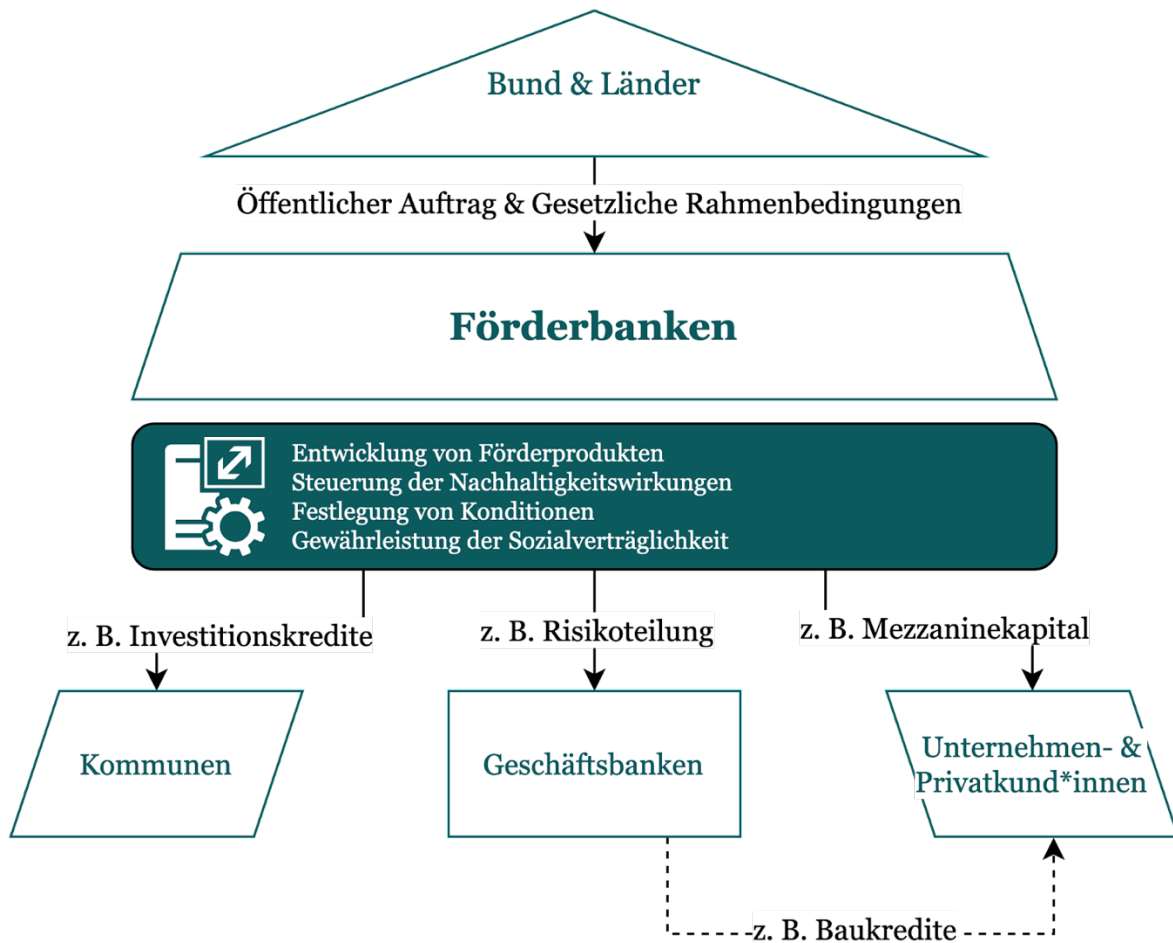 Bund & Länder
Öffentlicher Auftrag & Gesetzliche Rahmenbedingungen
Förderbanken
Entwicklung von Förderprodukten
Steuerung der Nachhaltigkeitswirkungen
Festlegung von Konditionen
Gewährleistung der Sozialverträglichkeit
z. B. Investitionskredite
z. B. Risikoteilung
z. B. Mezzaninekapital
Kommunen
Geschäftsbanken
Unternehmen- &
Privatkund*innen
z. B. Baukredite